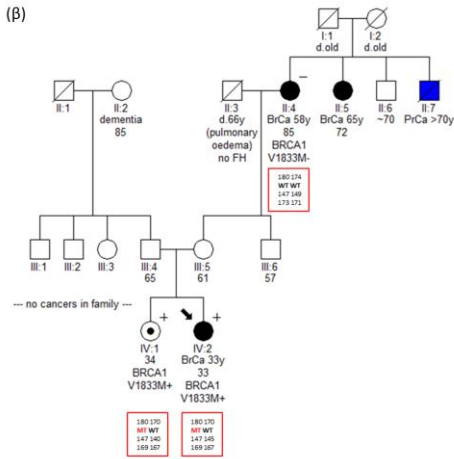 (β)
I:1
d.old
I:2
d.old
II:1
II:2
dementia
85
II:3
d.66y
(pulmonary
oedema)
no FH
−
II:4
BrCa 58y
85
BRCA1
V1833M-
180 174
WT WT
147 149
173 171
II:5
BrCa 65y
72
II:6
~70
II:7
PrCa >70y
III:1
III:2
III:3
III:4
65
III:5
61
III:6
57
--- no cancers in family ---
+
IV:1
34
BRCA1
V1833M+
180 170
MT WT
147 140
169 167
+
IV:2
BrCa 33y
33
BRCA1
V1833M+
180 170
MT WT
147 145
169 167